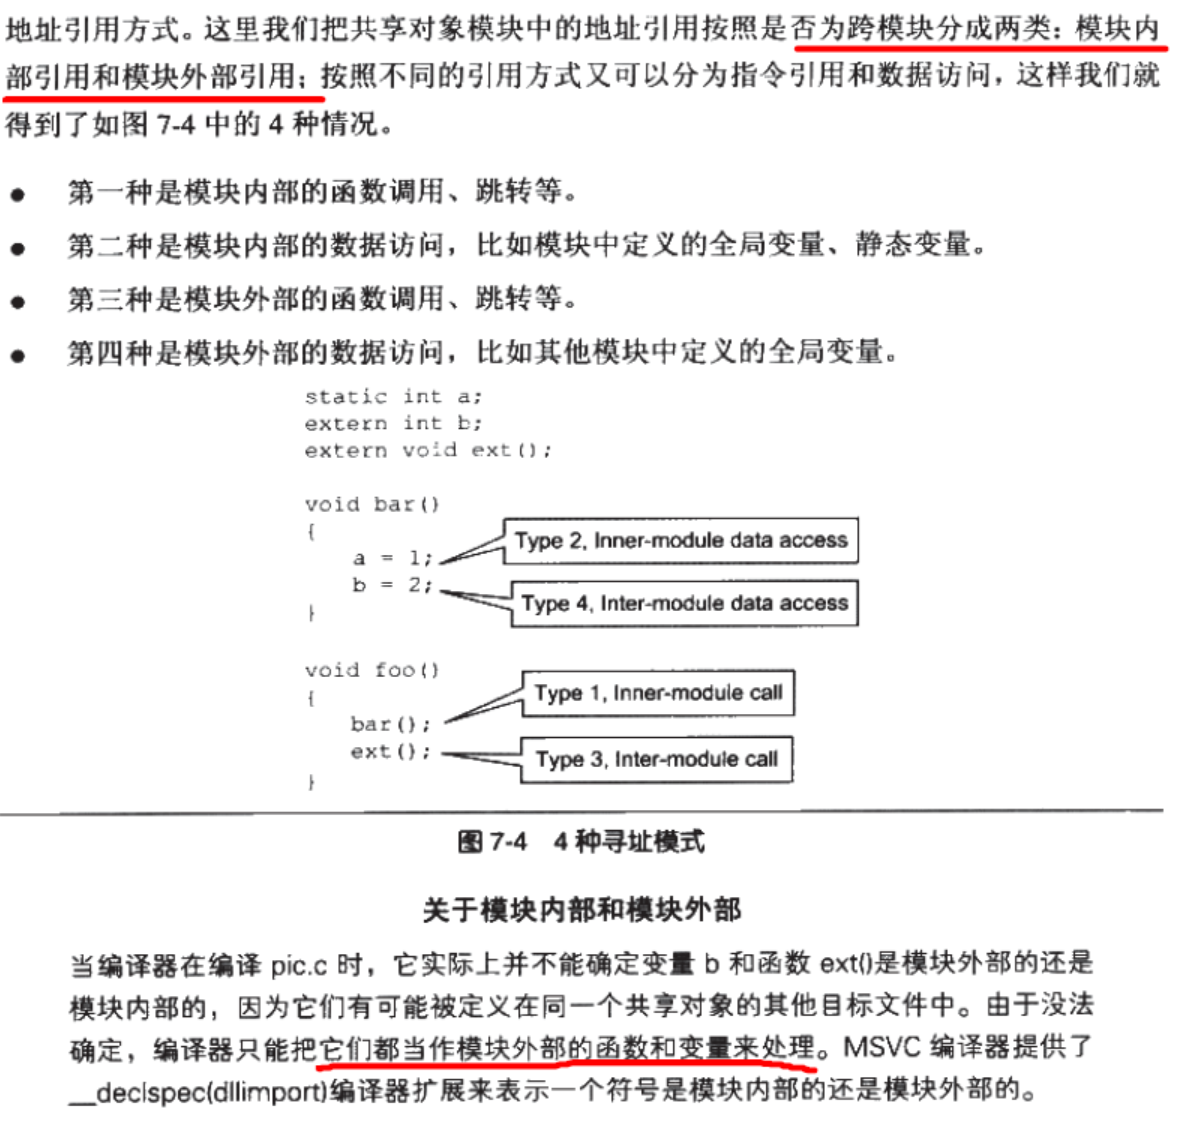 地址引用方式。这里我们把共享对象模块中的地址引用按照是否为跨模块分成两类：模块内
部引用和模块外部引用；按照不同的引用方式又可以分为指令引用和数据访问，这样我们就
得到了如图 7-4 中的 4 种情况。
● 第一种是模块内部的函数调用、跳转等。
● 第二种是模块内部的数据访问，比如模块中定义的全局变量、静态变量。
● 第三种是模块外部的函数调用、跳转等。
● 第四种是模块外部的数据访问，比如其他模块中定义的全局变量。
static int a;
extern int b;
extern void ext();
void bar()
{
a = 1;
Type 2, Inner-module data access
b = 2;
Type 4, Inter-module data access
}
void foo()
{
bar();
Type 1, Inner-module call
ext();
Type 3, Inter-module call
}
图 7-4 4 种寻址模式
关于模块内部和模块外部
当编译器在编译 pic.c 时，它实际上并不能确定变量 b 和函数 ext()是模块外部的还是
模块内部的，因为它们有可能被定义在同一个共享对象的其他目标文件中。由于没法
确定，编译器只能把它们都当作模块外部的函数和变量来处理。MSVC 编译器提供了
__declspec(dllimport)编译器扩展来表示一个符号是模块内部的还是模块外部的。